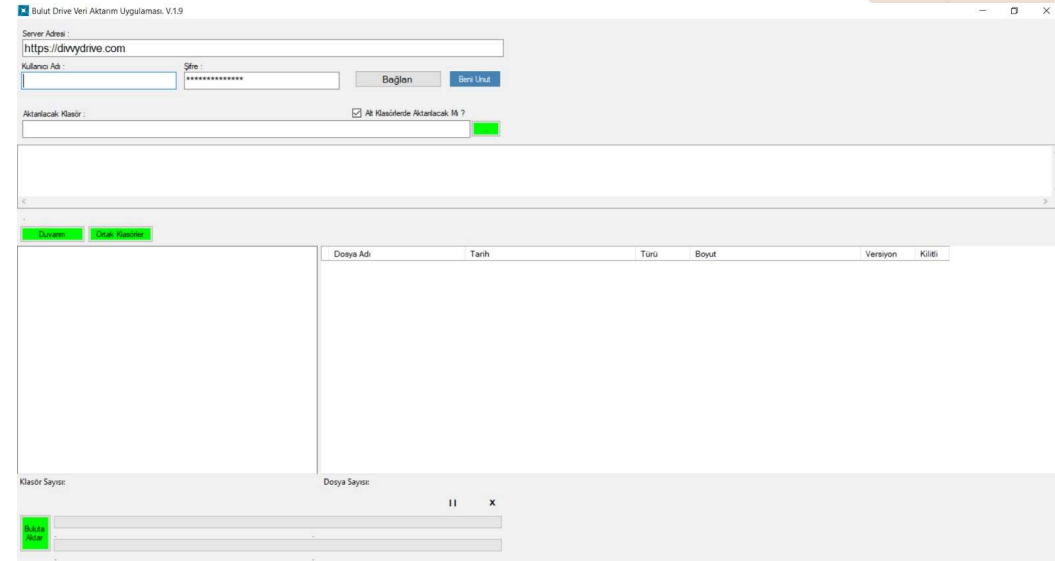 Bulut Drive Veri Aktarım Uygulaması. V.1.9
Server Adresi :
https://divvydrive.com
Kullanıcı Adı : Şifre :
************** Bağlan Beni Unut
Aktarılacak Klasör : Alt Klasörlerde Aktarılacak Mı ?
...
Duvarım Ortak Klasörler
Dosya Adı Tarih Türü Boyut Versiyon Kilitli
Klasör Sayısı: Dosya Sayısı:
II X
Buluta
Aktar